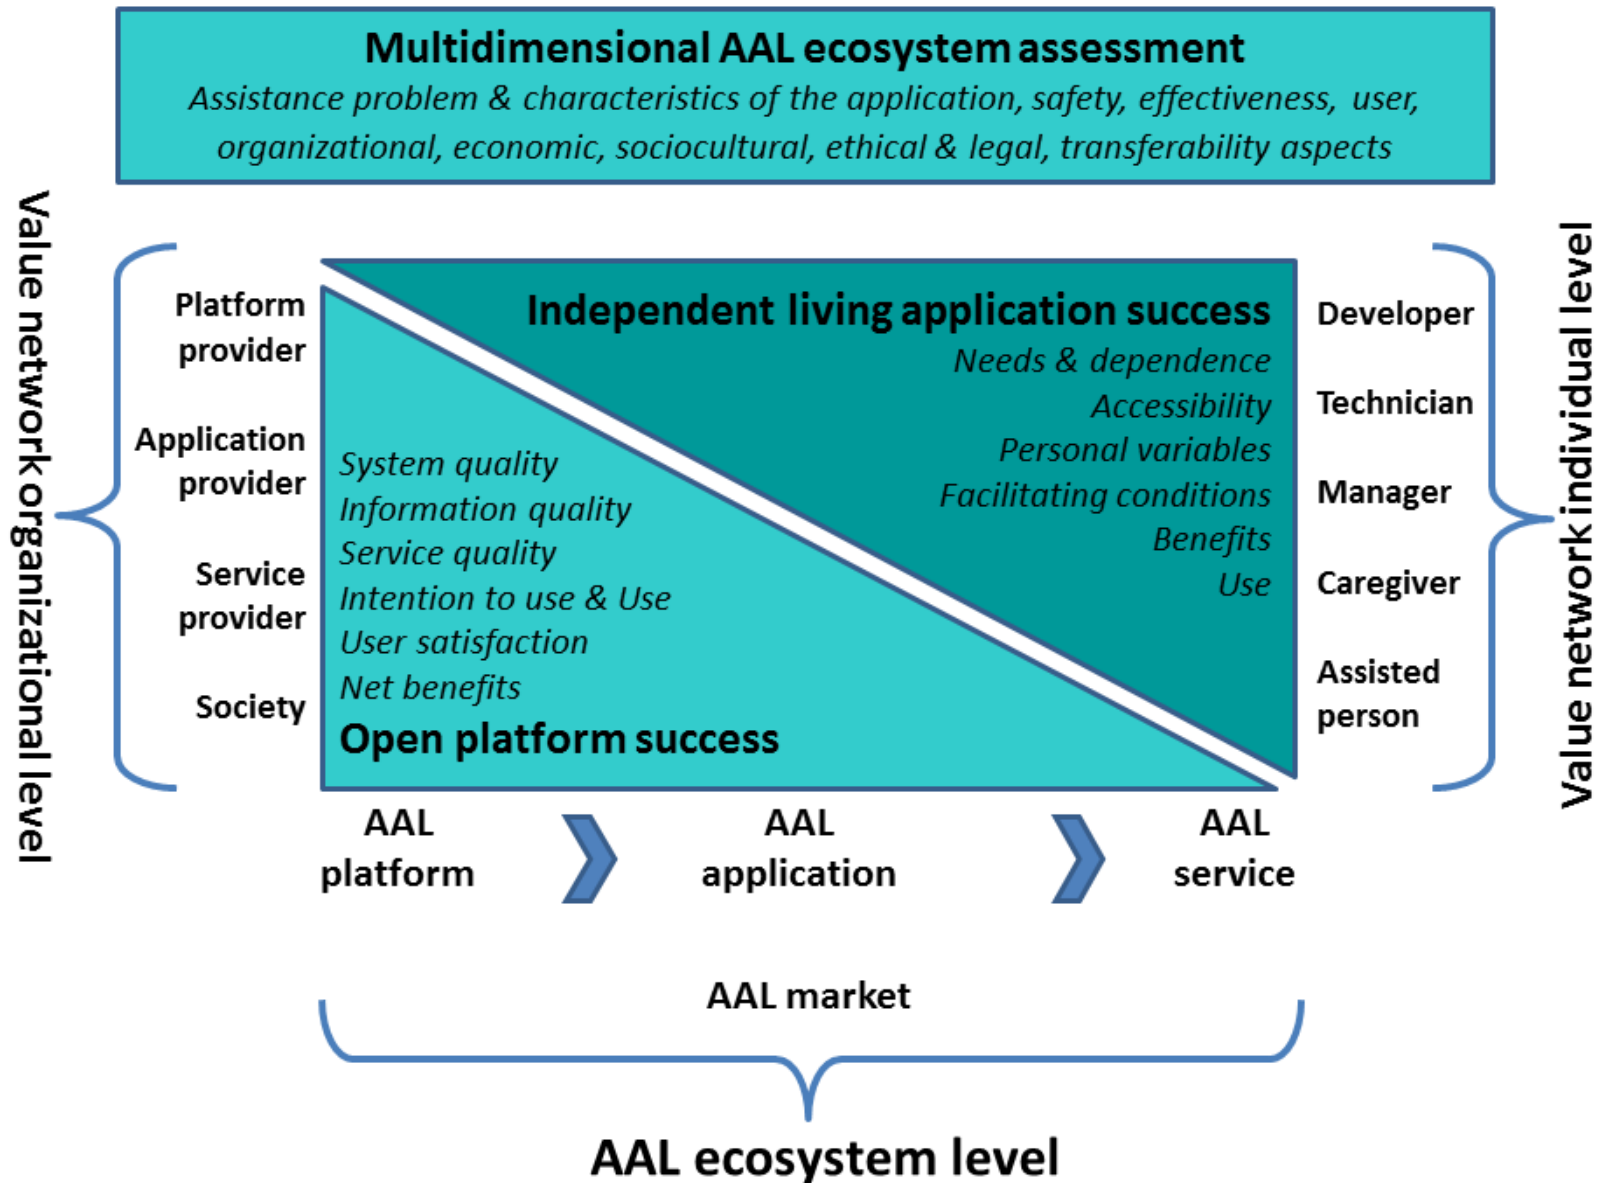 Multidimensional AAL ecosystem assessment
Assistance problem & characteristics of the application, safety, effectiveness, user,
organizational, economic, sociocultural, ethical & legal, transferability aspects
Value network organizational level
Platform
provider
Application
provider
Service
provider
Society
Independent living application success
Needs & dependence
Accessibility
Personal variables
Facilitating conditions
Benefits
Use
System quality
Information quality
Service quality
Intention to use & Use
User satisfaction
Net benefits
Open platform success
Developer
Technician
Manager
Caregiver
Assisted
person
Value network individual level
AAL
platform
AAL
application
AAL
service
AAL market
AAL ecosystem level